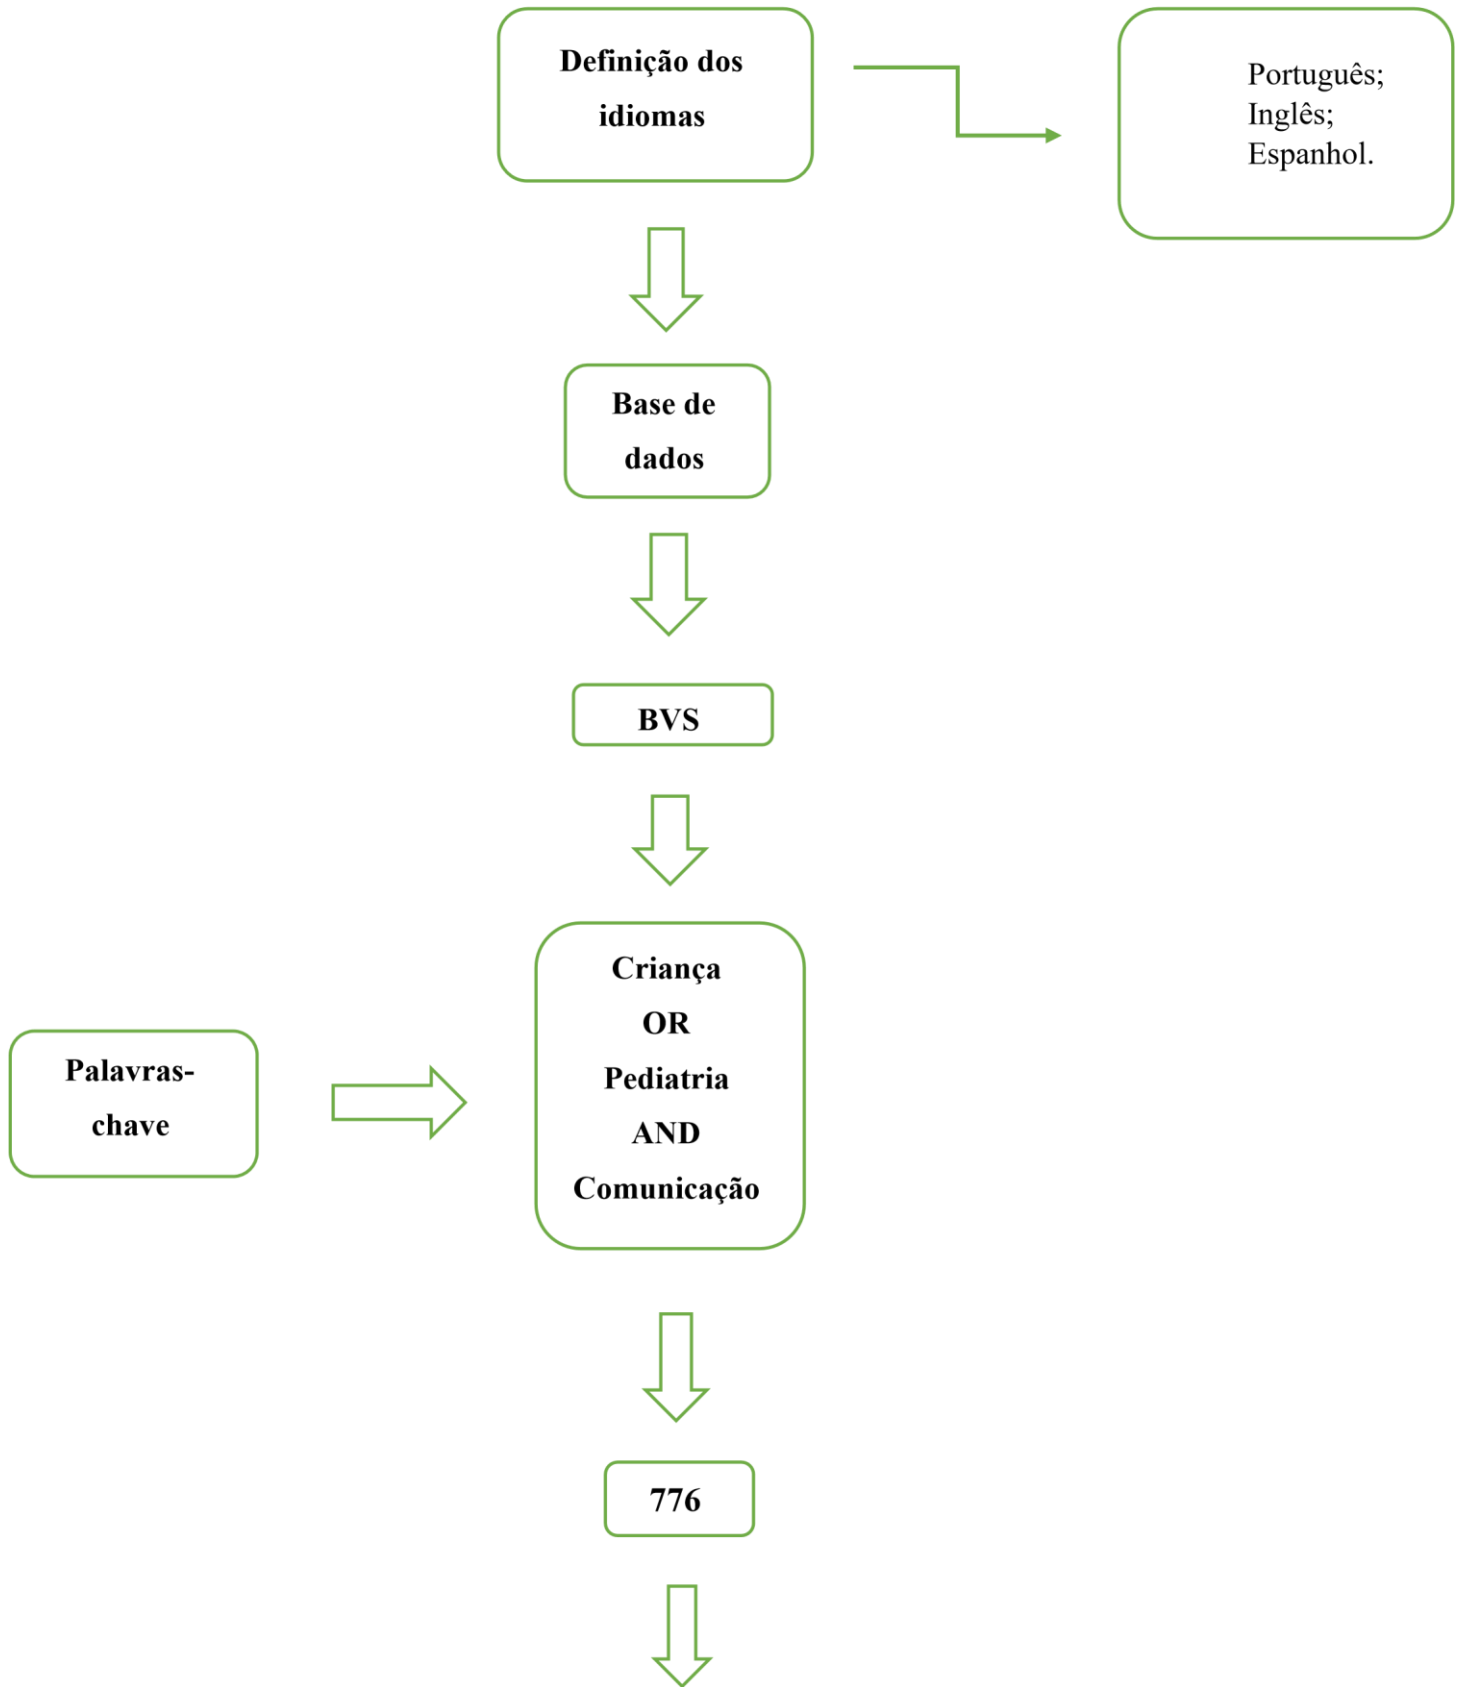 Definição dos
idiomas
Português;
Inglês;
Espanhol.
Base de
dados
BVS
Criança
OR
Pediatria
AND
Comunicação
Palavras-
chave
776